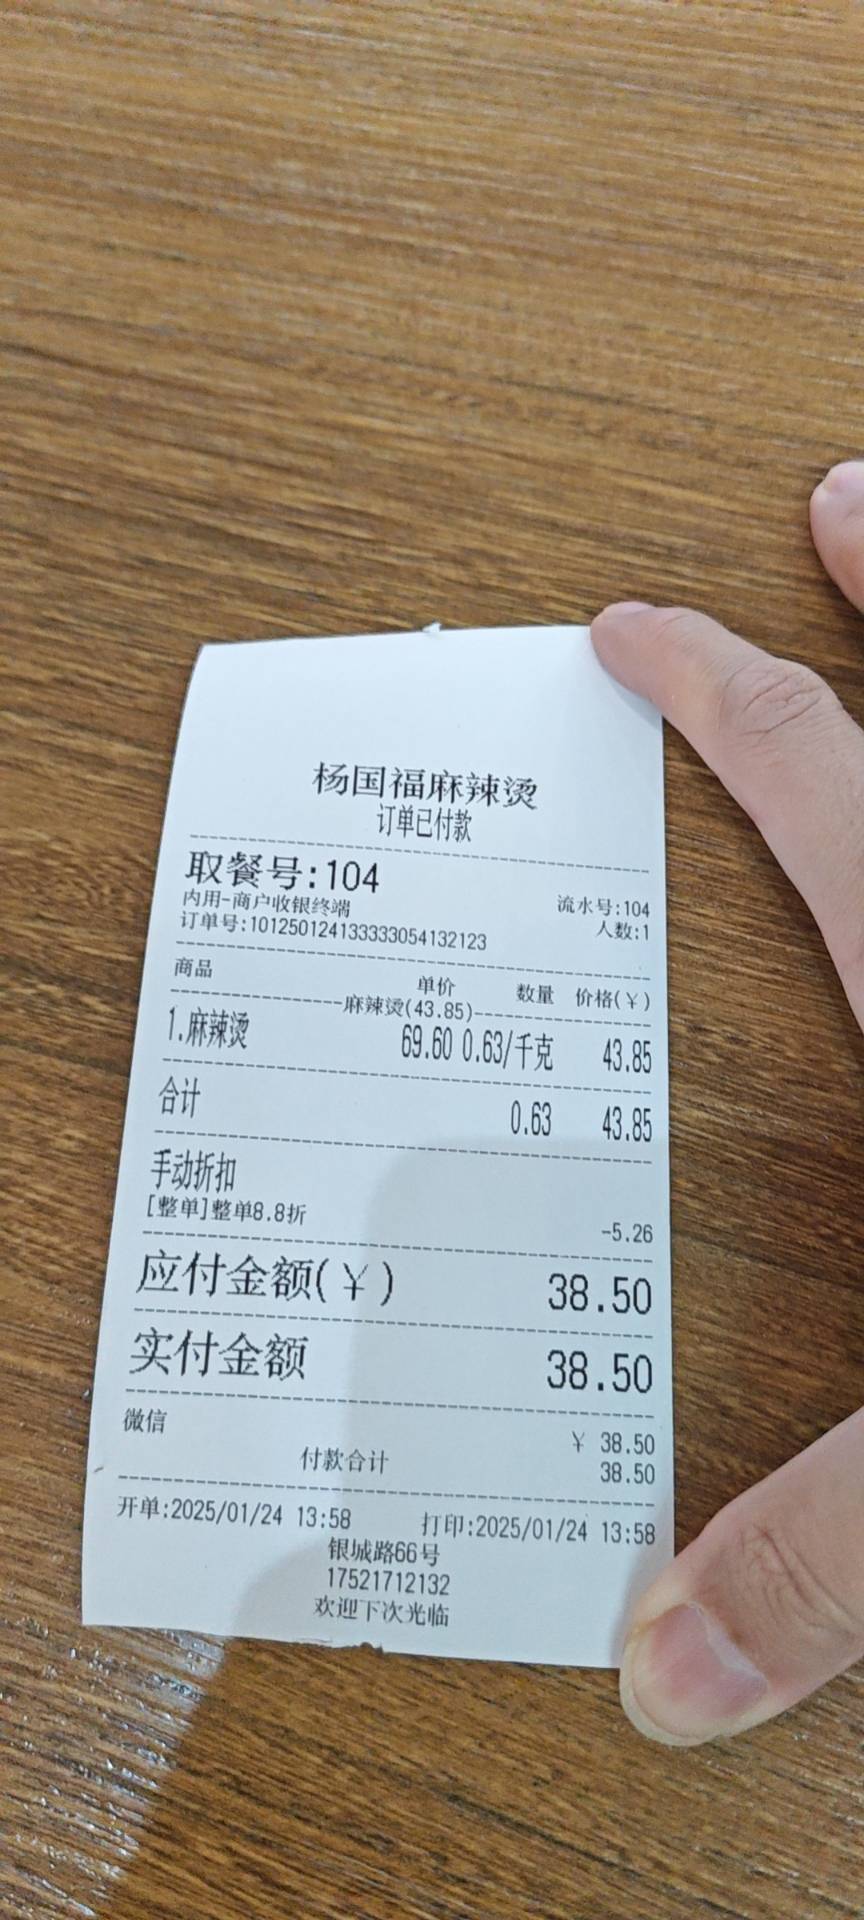 杨国福麻辣烫
订单已付款
取餐号:104
内用-商户收银终端 流水号:104
订单号:1012501241333333054132123 人数:1
商品 单价 数量 价格(¥)
麻辣烫(43.85)
1.麻辣烫 69.60 0.63/千克 43.85
合计 0.63 43.85
手动折扣
[整单]整单8.8折 -5.26
应付金额(¥) 38.50
实付金额 38.50
微信 ¥ 38.50
付款合计 38.50
开单:2025/01/24 13:58 打印:2025/01/24 13:58
银城路66号
17521712132
欢迎下次光临